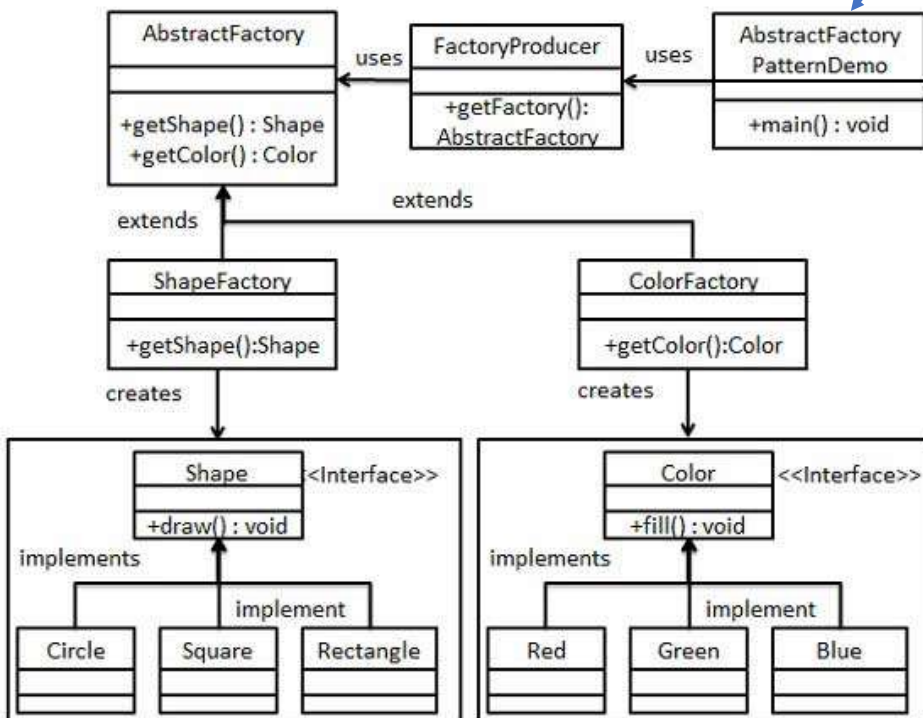 AbstractFactory
+getShape() : Shape
+getColor() : Color
uses
FactoryProducer
+getFactory():
AbstractFactory
uses
AbstractFactory
PatternDemo
+main() : void
extends
extends
ShapeFactory
+getShape():Shape
ColorFactory
+getColor():Color
creates
creates
Shape
<<Interface>>
+draw() : void
implements
implement
Circle
Square
Rectangle
Color
<<Interface>>
+fill() : void
implements
implement
Red
Green
Blue